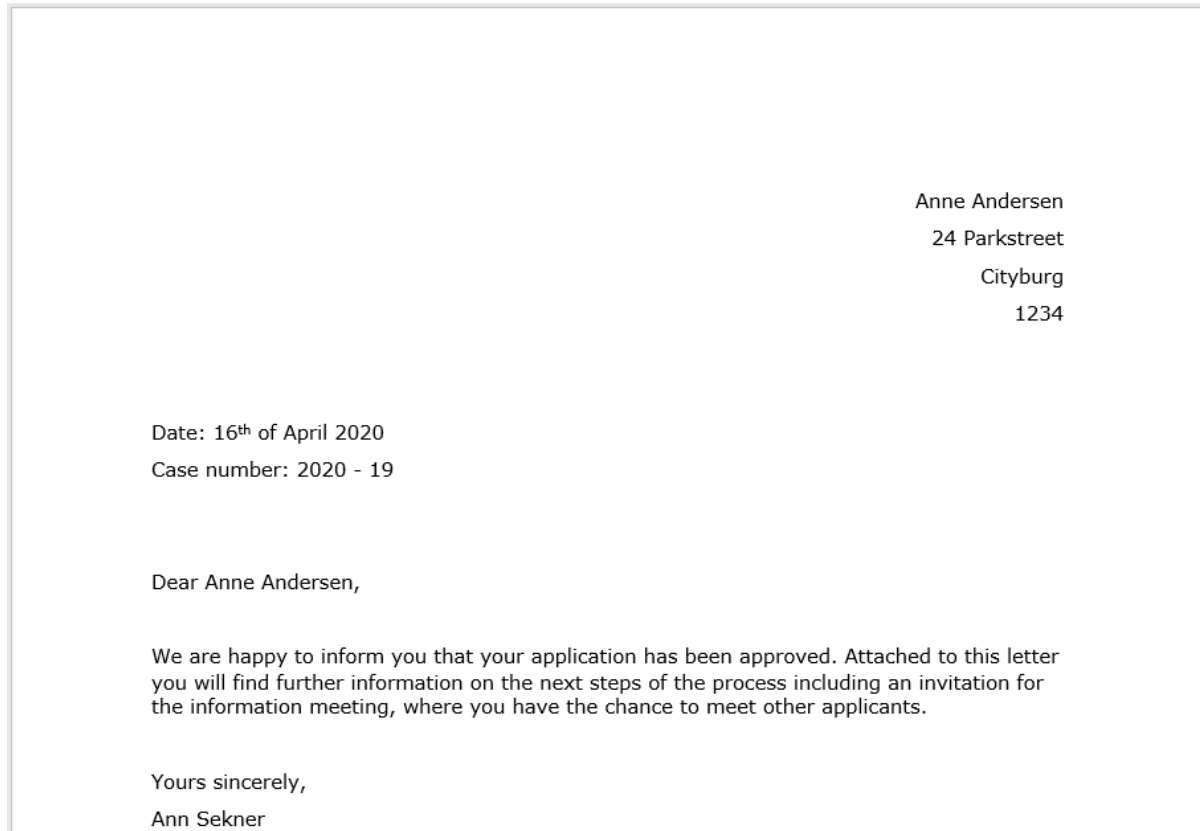 Anne Andersen
24 Parkstreet
Cityburg
1234
Date: 16th of April 2020
Case number: 2020 - 19
Dear Anne Andersen,
We are happy to inform you that your application has been approved. Attached to this letter
you will find further information on the next steps of the process including an invitation for
the information meeting, where you have the chance to meet other applicants.
Yours sincerely,
Ann Sekner